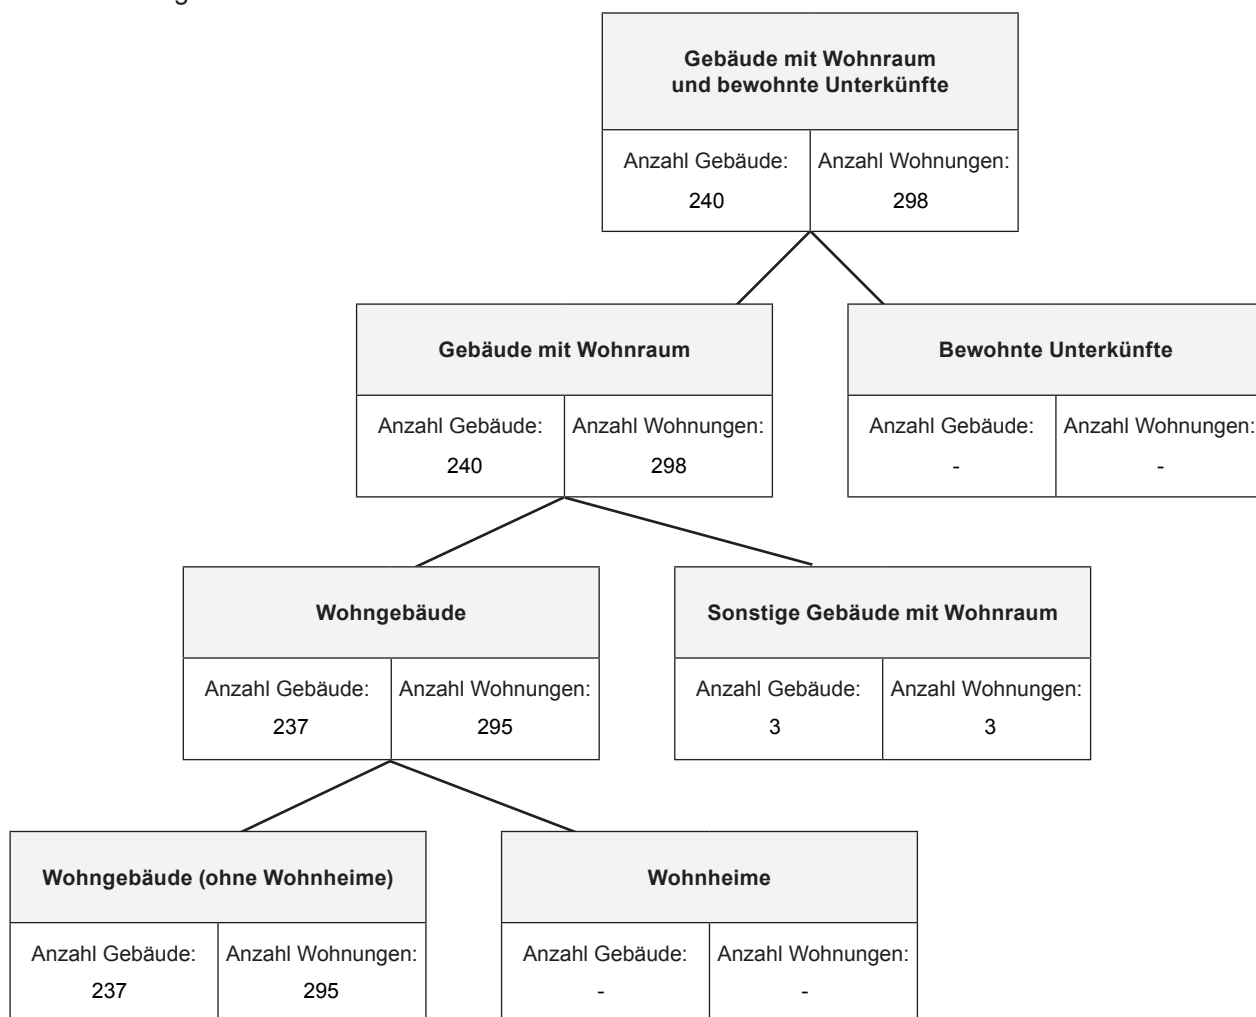 Gebäude mit Wohnraum
und bewohnte Unterkünfte
Anzahl Gebäude: Anzahl Wohnungen:
240 298
Gebäude mit Wohnraum Bewohnte Unterkünfte
Anzahl Gebäude: Anzahl Wohnungen: Anzahl Gebäude: Anzahl Wohnungen:
240 298 - -
Wohngebäude Sonstige Gebäude mit Wohnraum
Anzahl Gebäude: Anzahl Wohnungen: Anzahl Gebäude: Anzahl Wohnungen:
237 295 3 3
Wohngebäude (ohne Wohnheime) Wohnheime
Anzahl Gebäude: Anzahl Wohnungen: Anzahl Gebäude: Anzahl Wohnungen:
237 295 - -